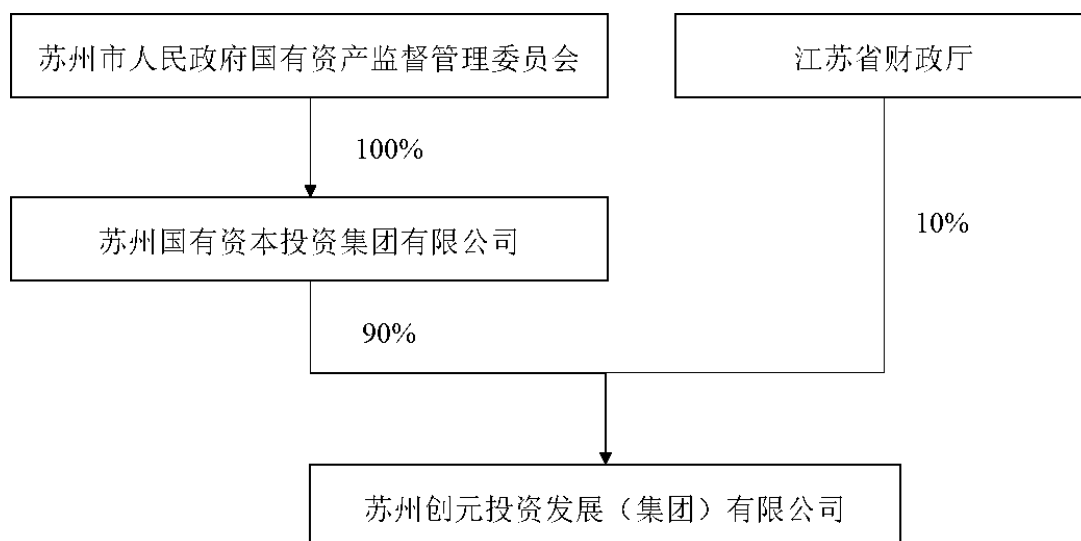 苏州市人民政府国有资产监督管理委员会
江苏省财政厅
100%
苏州国有资本投资集团有限公司
10%
90%
苏州创元投资发展（集团）有限公司